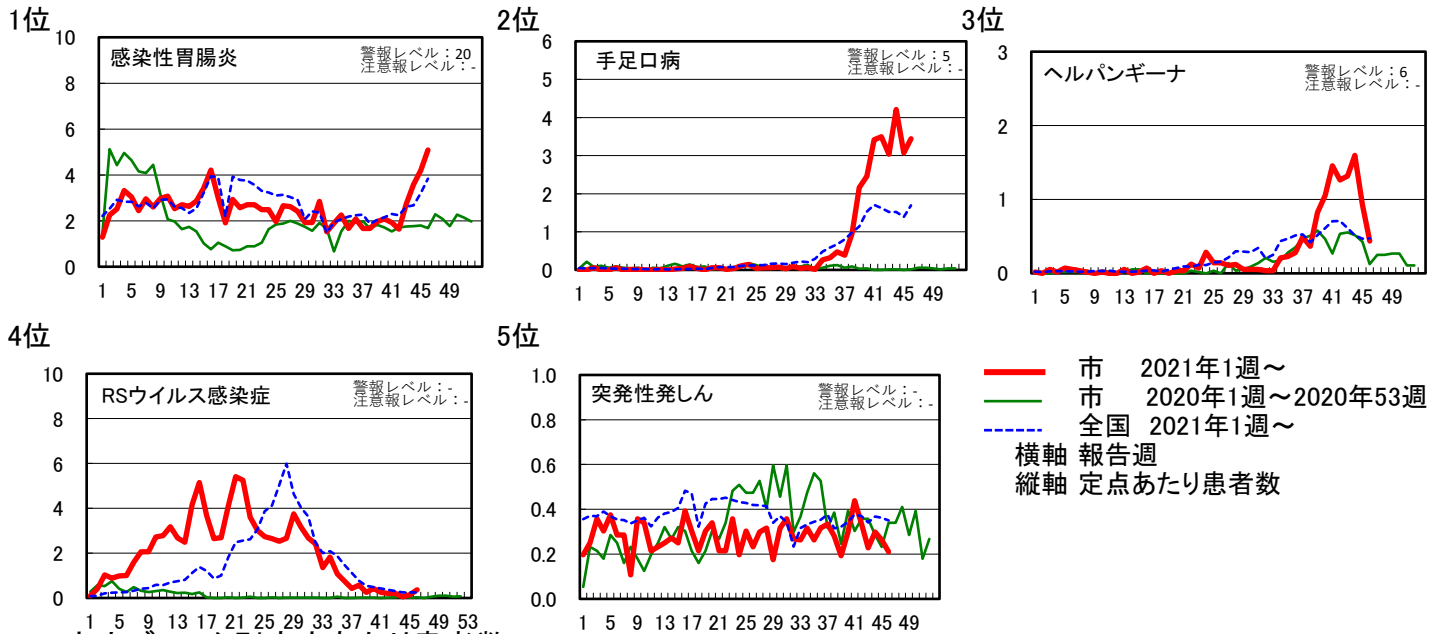 1位
感染性胃腸炎
警報レベル：20
注意報レベル：-
10
8
6
4
2
0
1 5 9 13 17 21 25 29 33 37 41 45 49
2位
手足口病
警報レベル：5
注意報レベル：-
6
5
4
3
2
1
0
1 5 9 13 17 21 25 29 33 37 41 45 49
3位
ヘルパンギーナ
警報レベル：6
注意報レベル：-
3
2
1
0
1 5 9 13 17 21 25 29 33 37 41 45 49
4位
RSウイルス感染症
警報レベル：-
注意報レベル：-
10
8
6
4
2
0
1 5 9 13 17 21 25 29 33 37 41 45 49 53
5位
突発性発しん
警報レベル：-
注意報レベル：-
1.0
0.8
0.6
0.4
0.2
0.0
1 5 9 13 17 21 25 29 33 37 41 45 49
市 2021年1週～
市 2020年1週～2020年53週
全国 2021年1週～
横軸 報告週
縦軸 定点あたり患者数